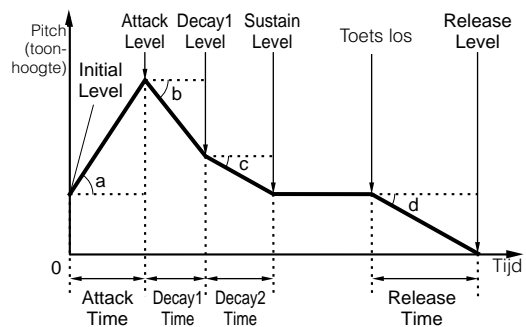 Pitch
(toon-
hoogte)
Attack
Level
Decay1
Level
Sustain
Level
Toets los
Release
Level
Initial
Level
a
b
c
d
0
Tijd
Attack
Time
Decay1
Time
Decay2
Time
Release
Time